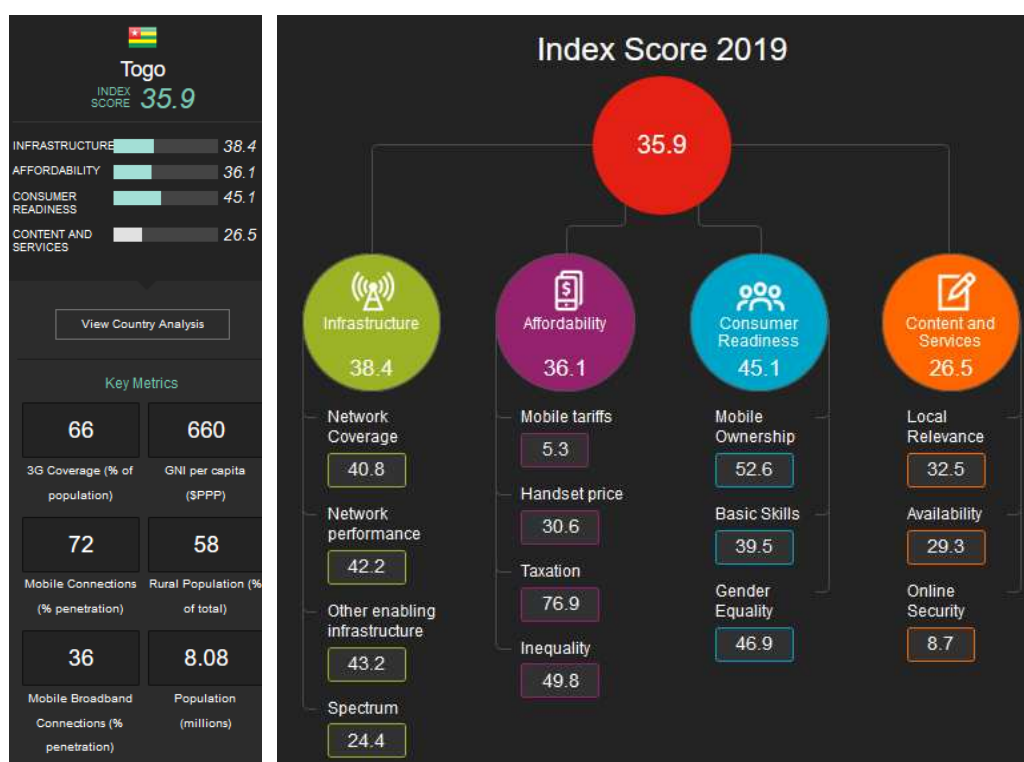 Togo
INDEX
SCORE 35.9
INFRASTRUCTURE 38.4
AFFORDABILITY 36.1
CONSUMER
READINESS 45.1
CONTENT AND
SERVICES 26.5
View Country Analysis
Key Metrics
66
3G Coverage (% of
population)
660
GNI per capita
($PPP)
72
Mobile Connections
(% penetration)
58
Rural Population (%
of total)
36
Mobile Broadband
Connections (%
penetration)
8.08
Population
(millions)
Index Score 2019
35.9
Infrastructure
38.4
Network
Coverage
40.8
Network
performance
42.2
Other enabling
infrastructure
43.2
Spectrum
24.4
$
Affordability
36.1
Mobile tariffs
5.3
Handset price
30.6
Taxation
76.9
Inequality
49.8
Consumer
Readiness
45.1
Mobile
Ownership
52.6
Basic Skills
39.5
Gender
Equality
46.9
Content and
Services
26.5
Local
Relevance
32.5
Availability
29.3
Online
Security
8.7